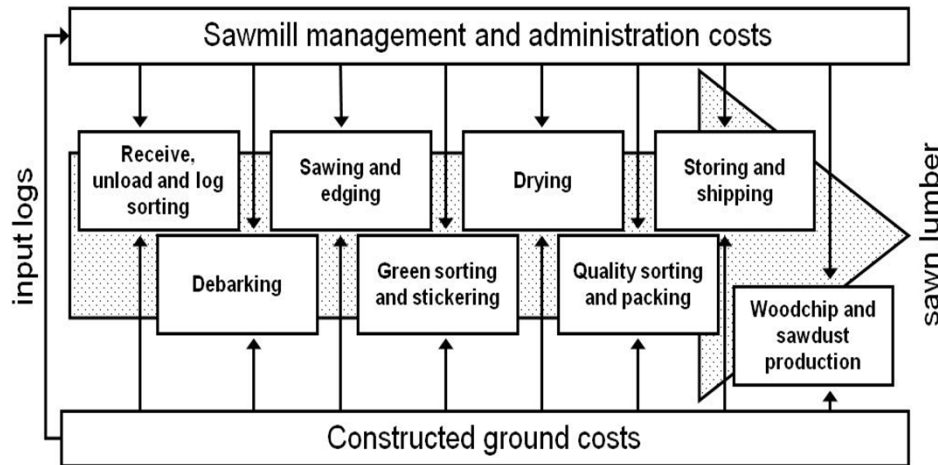 Sawmill management and administration costs
input logs
Receive,
unload and log
sorting
Debarking
Sawing and
edging
Green sorting
and stickering
Drying
Quality sorting
and packing
Storing and
shipping
Woodchip and
sawdust
production
sawn lumber
Constructed ground costs